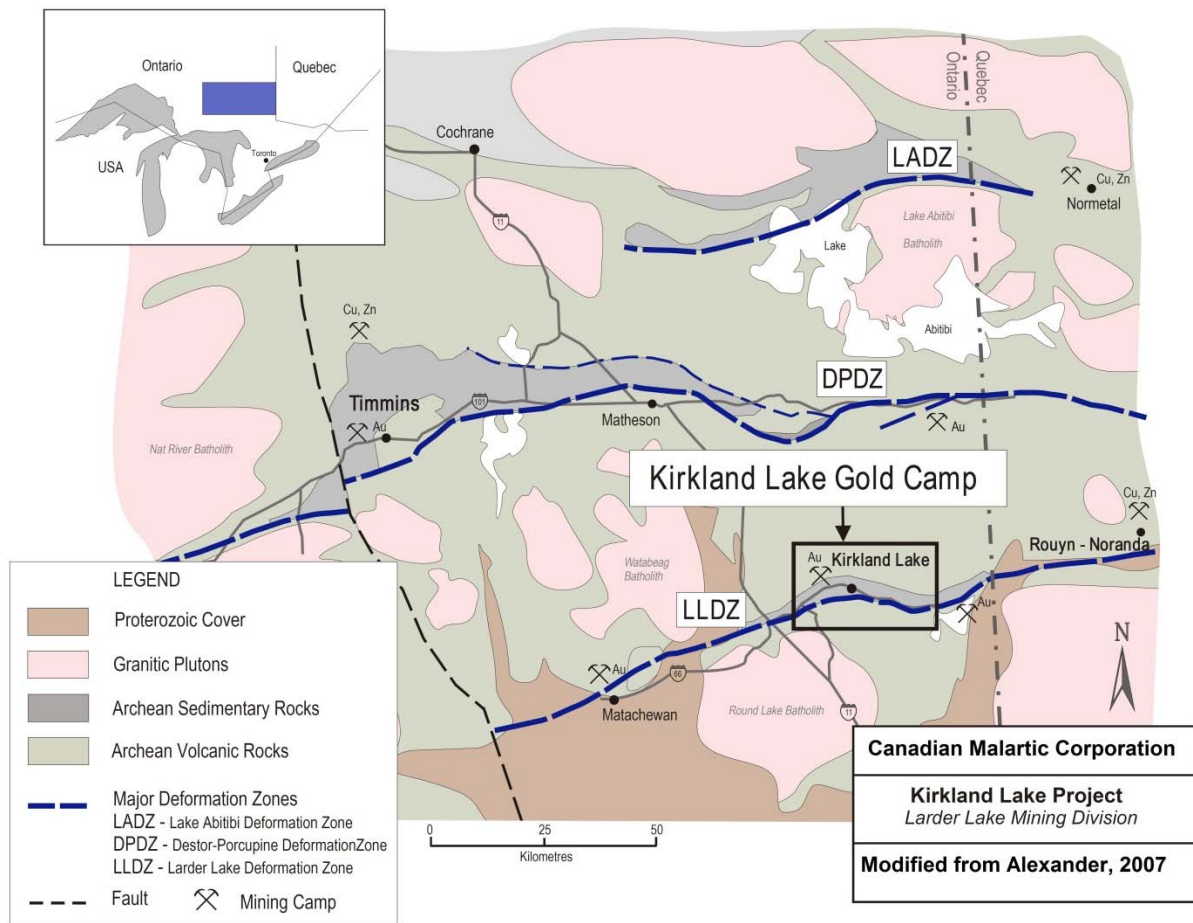 Ontario
Quebec
Toronto
USA
Quebec
Ontario
Cochrane
LADZ
Cu, Zn
Normetal
11
Lake Abitibi
Batholith
Lake
Abitibi
Cu, Zn
DPDZ
Timmins
101
Au
Matheson
Au
Nat River Batholith
Kirkland Lake Gold Camp
Cu, Zn
Rouyn - Noranda
Watabeag
Batholith
Au
Kirkland Lake
LLDZ
Au
Au
66
Matachewan
Round Lake Batholith
11
N
LEGEND
Proterozoic Cover
Granitic Plutons
Archean Sedimentary Rocks
Archean Volcanic Rocks
Major Deformation Zones
LADZ - Lake Abitibi Deformation Zone
DPDZ - Destor-Porcupine DeformationZone
LLDZ - Larder Lake Deformation Zone
Fault
Mining Camp
0 25 50
Kilometres
Canadian Malartic Corporation
Kirkland Lake Project
Larder Lake Mining Division
Modified from Alexander, 2007